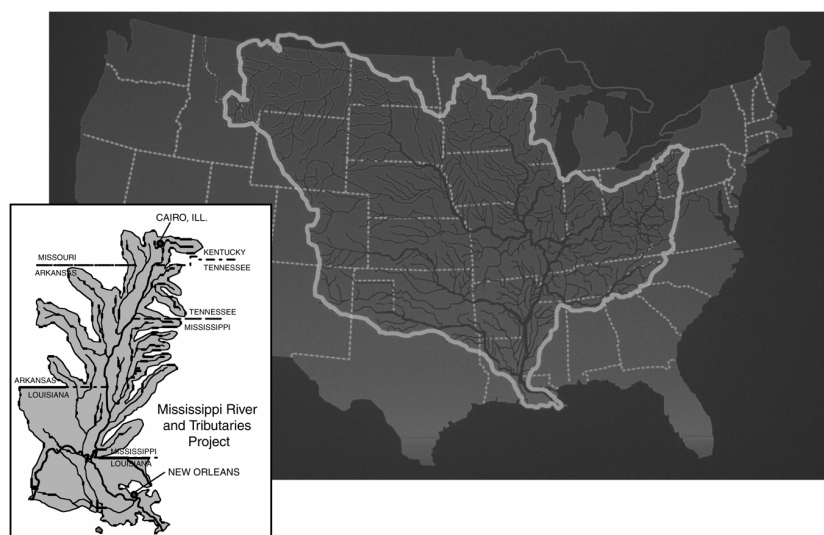 CAIRO, ILL.
MISSOURI
ARKANSAS
KENTUCKY
TENNESSEE
TENNESSEE
MISSISSIPPI
ARKANSAS
LOUISIANA
Mississippi River
and Tributaries
Project
MISSISSIPPI
LOUISIANA
NEW ORLEANS